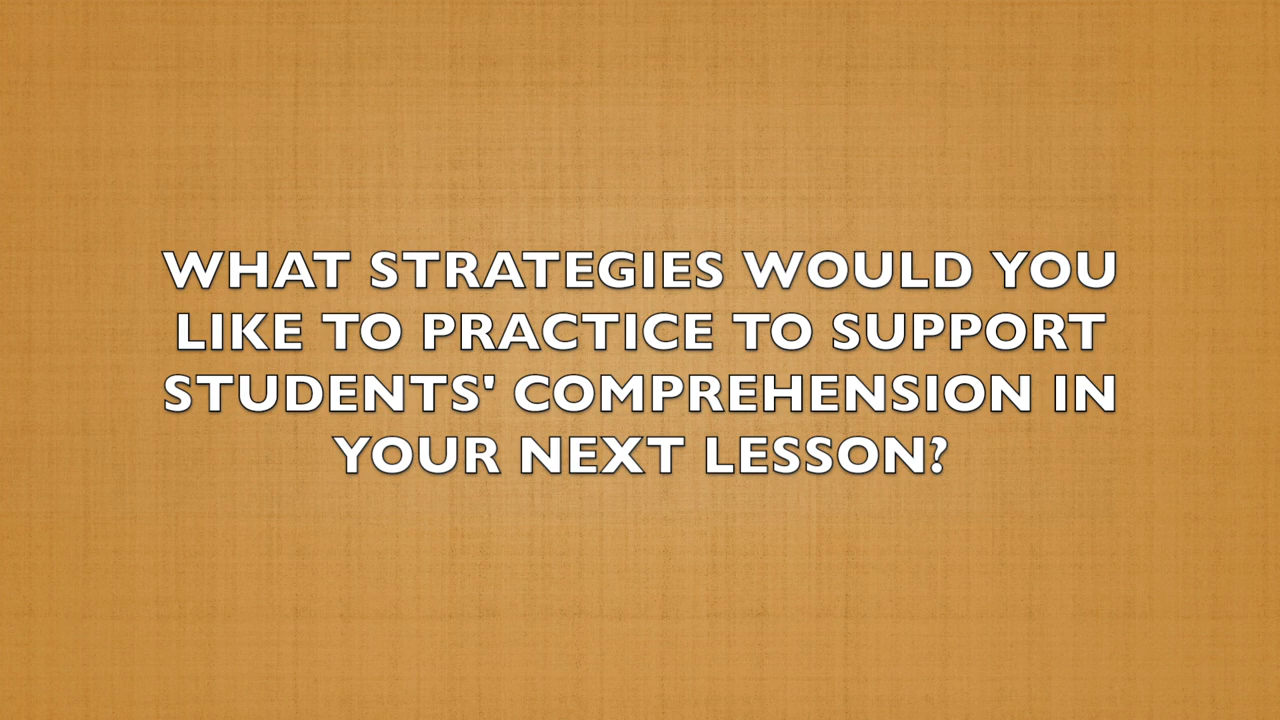 WHAT STRATEGIES WOULD YOU
LIKE TO PRACTICE TO SUPPORT
STUDENTS' COMPREHENSION IN
YOUR NEXT LESSON?